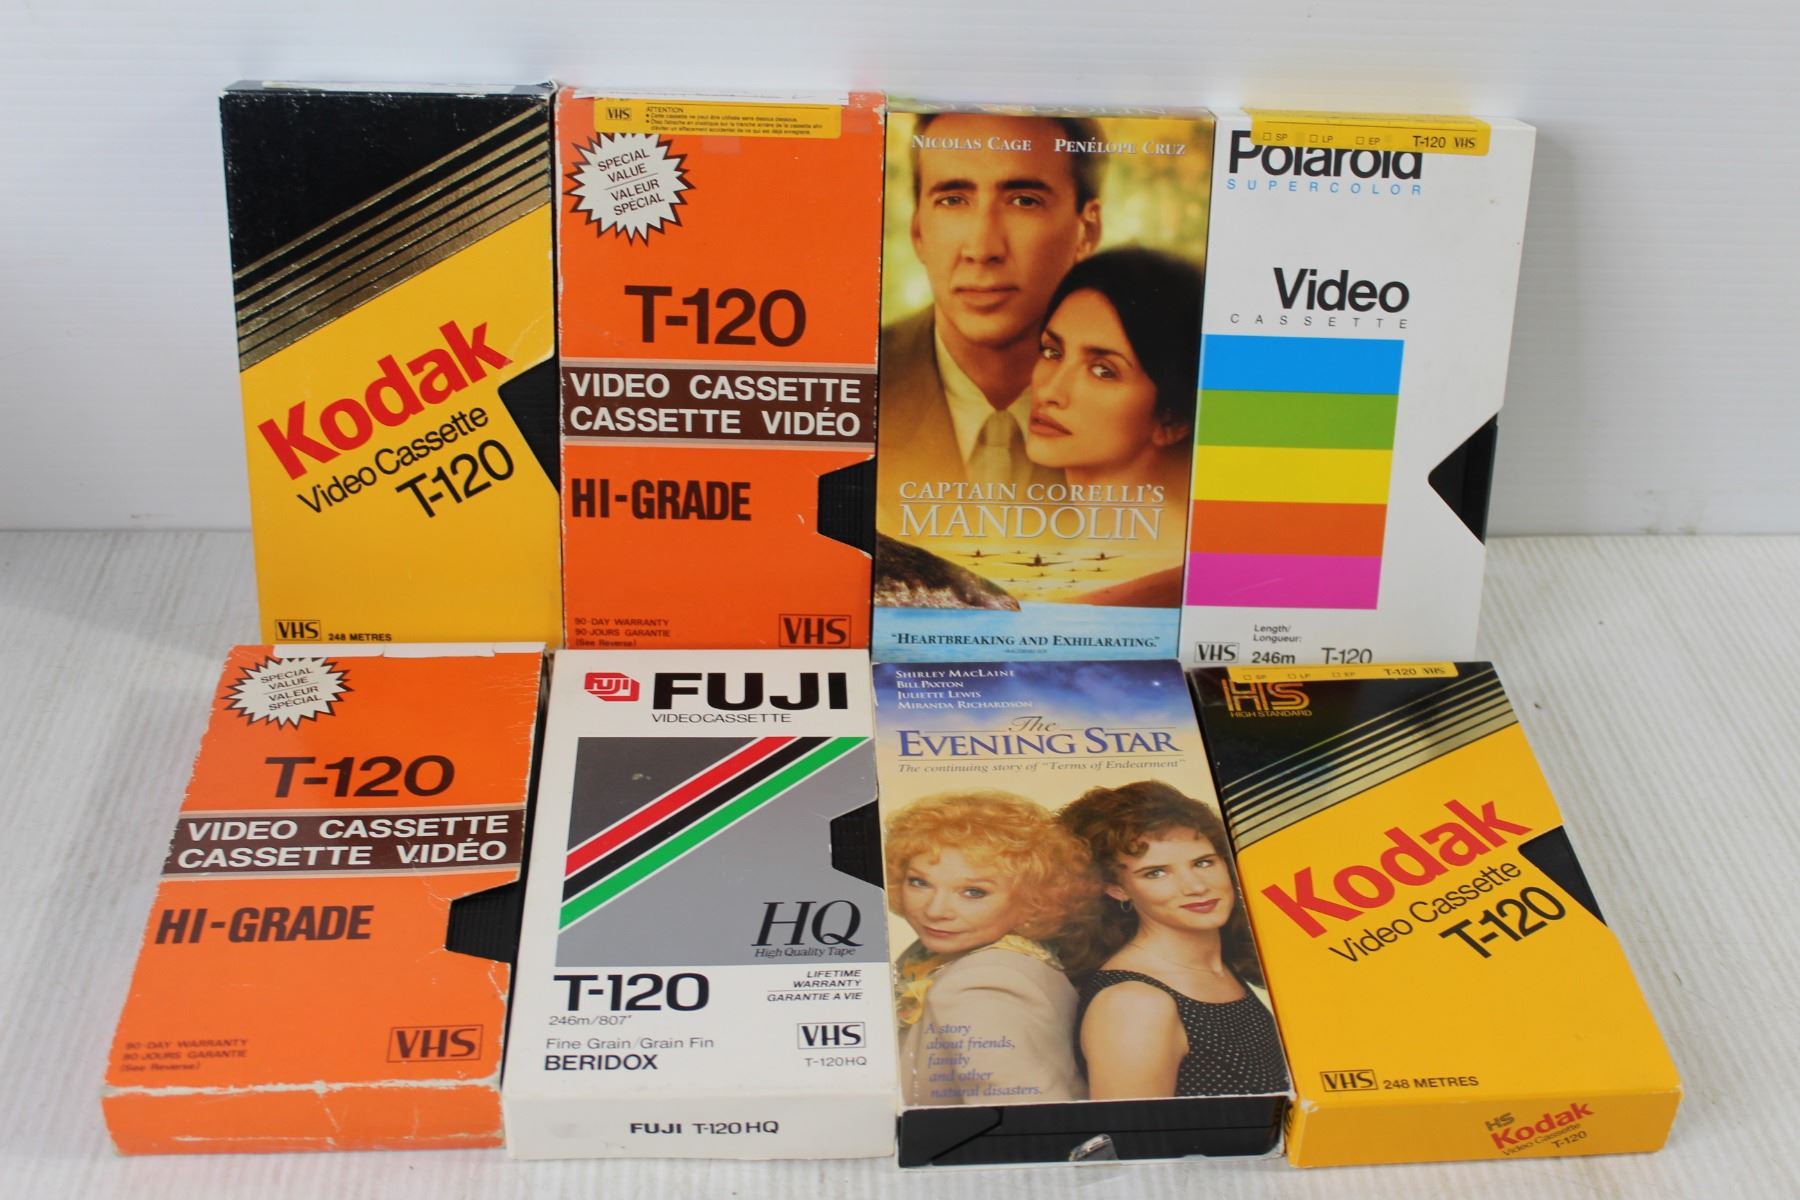 Kodak
Video Cassette
T-120
VHS 248 METRES
VHS
ATTENTION
SPECIAL
VALUE
VALEUR
SPÉCIAL
T-120
VIDEO CASSETTE
CASSETTE VIDÉO
HI-GRADE
90-DAY WARRANTY
90-JOURS GARANTIE
(See Reverse)
VHS
NICOLAS CAGE PENÉLOPE CRUZ
CAPTAIN CORELLI'S
MANDOLIN
"HEARTBREAKING AND EXHILARATING."
SP LP EP T-120 VHS
Polaroid
SUPERCOLOR
Video
CASSETTE
Length/
Longueur:
VHS 246m T-120
SPECIAL
VALUE
VALEUR
SPÉCIAL
T-120
VIDEO CASSETTE
CASSETTE VIDÉO
HI-GRADE
90-DAY WARRANTY
90-JOURS GARANTIE
(See Reverse)
VHS
FUJI FUJI
VIDEOCASSETTE
HQ
High Quality Tape
T-120
246m/807'
LIFETIME
WARRANTY
GARANTIE A VIE
Fine Grain/Grain Fin
BERIDOX
VHS
T-120HQ
FUJI T-120HQ
SHIRLEY MACLAINE
BILL PAXTON
JULIETTE LEWIS
MIRANDA RICHARDSON
The
EVENING STAR
The continuing story of "Terms of Endearment"
A story
about friends,
family
and other
natural disasters.
SP LP EP T-120 VHS
HS
HIGH STANDARD
Kodak
Video Cassette
T-120
VHS 248 METRES
HS
Kodak
Video Cassette
T-120